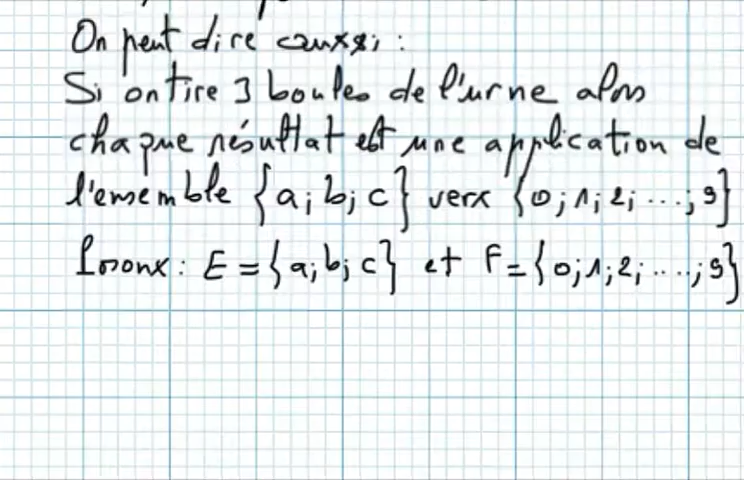 On peut dire aussi :
Si on tire 3 boules de l'urne alors
chaque résultat est une application de
l'ensemble {a; b; c} vers {0; 1; 2; ...; 9}
Posons : E = {a; b; c} et F = {0; 1; 2; ...; 9}